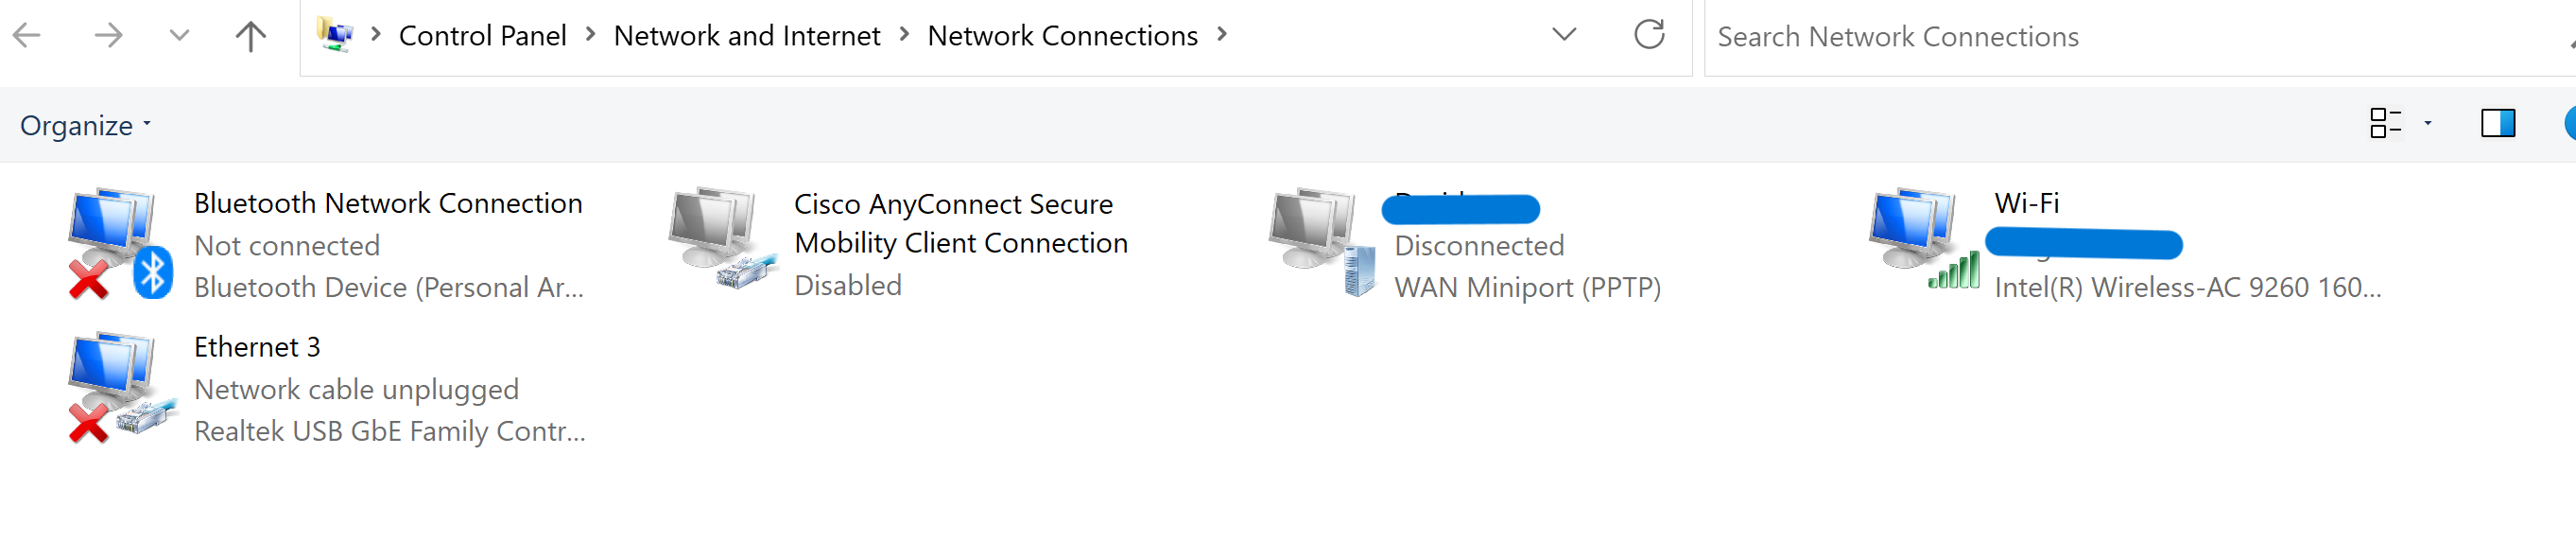 Control Panel > Network and Internet > Network Connections >
Search Network Connections
Organize
Bluetooth Network Connection
Not connected
Bluetooth Device (Personal Ar...
Cisco AnyConnect Secure
Mobility Client Connection
Disabled
Disconnected
WAN Miniport (PPTP)
Wi-Fi
Intel(R) Wireless-AC 9260 160...
Ethernet 3
Network cable unplugged
Realtek USB GbE Family Contr...